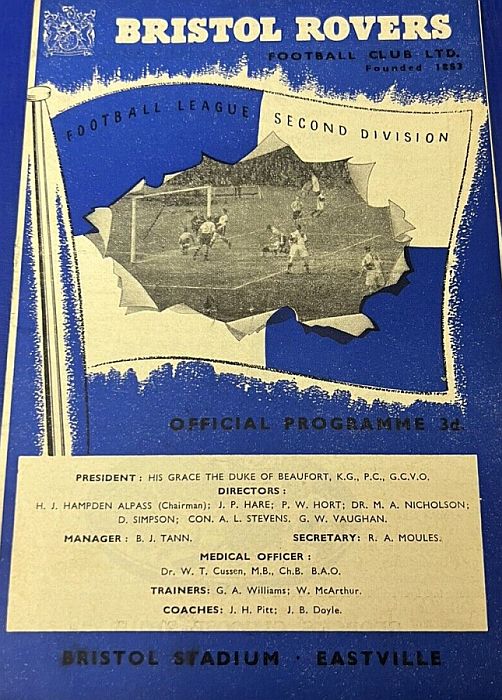 BRISTOL ROVERS
FOOTBALL CLUB LTD.
Founded 1883
FOOTBALL LEAGUE, SECOND DIVISION
OFFICIAL PROGRAMME 3d.
PRESIDENT : HIS GRACE THE DUKE OF BEAUFORT, K.G., P.C., G.C.V.O.
DIRECTORS :
H. J. HAMPDEN ALPASS (Chairman); J. P. HARE; P. W. HORT; DR. M. A. NICHOLSON;
D. SIMPSON; CON. A. L. STEVENS. G. W. VAUGHAN.
MANAGER : B. J. TANN. SECRETARY: R. A. MOULES.
MEDICAL OFFICER :
Dr. W. T. Cussen, M.B., Ch.B. B.A.O.
TRAINERS: G. A. Williams; W. McArthur.
COACHES: J. H. Pitt; J. B. Doyle.
BRISTOL STADIUM · EASTVILLE